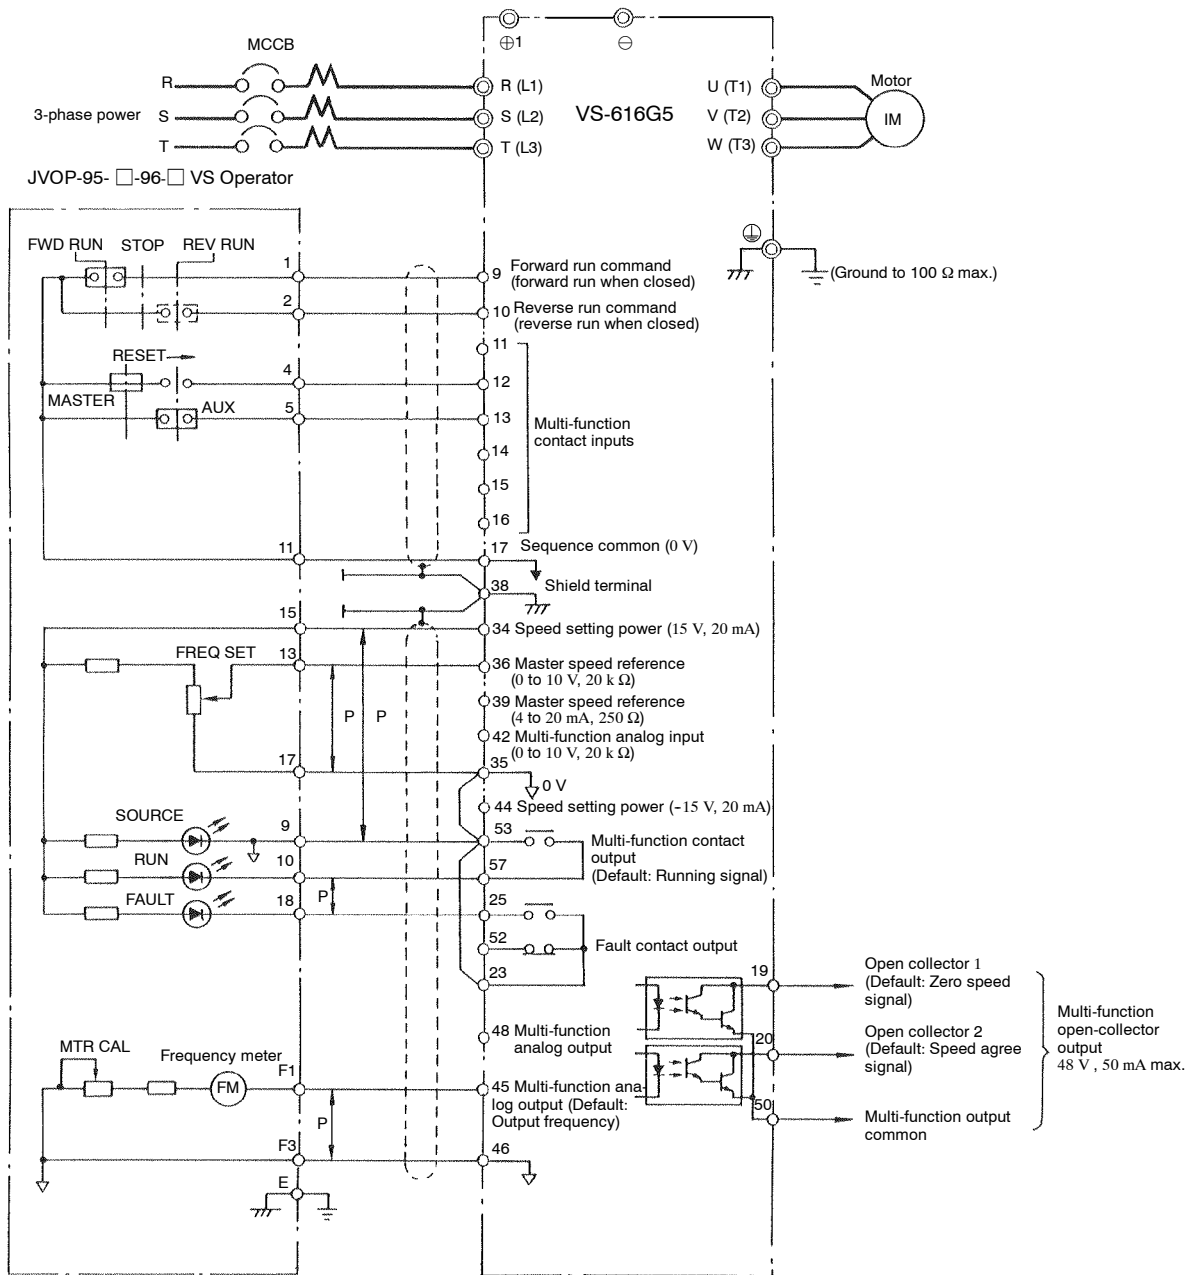 ⊕1
⊖
MCCB
R
R (L1)
VS-616G5
U (T1)
Motor
3-phase power
S
S (L2)
V (T2)
IM
T
T (L3)
W (T3)
JVOP-95- □-96-□ VS Operator
FWD RUN
STOP
REV RUN
1
9
Forward run command
(forward run when closed)
(Ground to 100 Ω max.)
2
10
Reverse run command
(reverse run when closed)
11
RESET
4
12
MASTER
AUX
5
13
Multi-function
contact inputs
14
15
16
11
17
Sequence common (0 V)
38
Shield terminal
15
34 Speed setting power (15 V, 20 mA)
FREQ SET
13
36 Master speed reference
(0 to 10 V, 20 k Ω)
P
P
39 Master speed reference
(4 to 20 mA, 250 Ω)
42 Multi-function analog input
(0 to 10 V, 20 k Ω)
17
35
0 V
44 Speed setting power (-15 V, 20 mA)
SOURCE
9
53
Multi-function contact
output
(Default: Running signal)
RUN
10
57
P
FAULT
18
25
52
Fault contact output
23
19
Open collector 1
(Default: Zero speed
signal)
48 Multi-function
analog output
20
Open collector 2
(Default: Speed agree
signal)
Multi-function
open-collector
output
48 V , 50 mA max.
MTR CAL
Frequency meter
FM
F1
45 Multi-function ana-
log output (Default:
Output frequency)
P
50
Multi-function output
common
F3
46
E